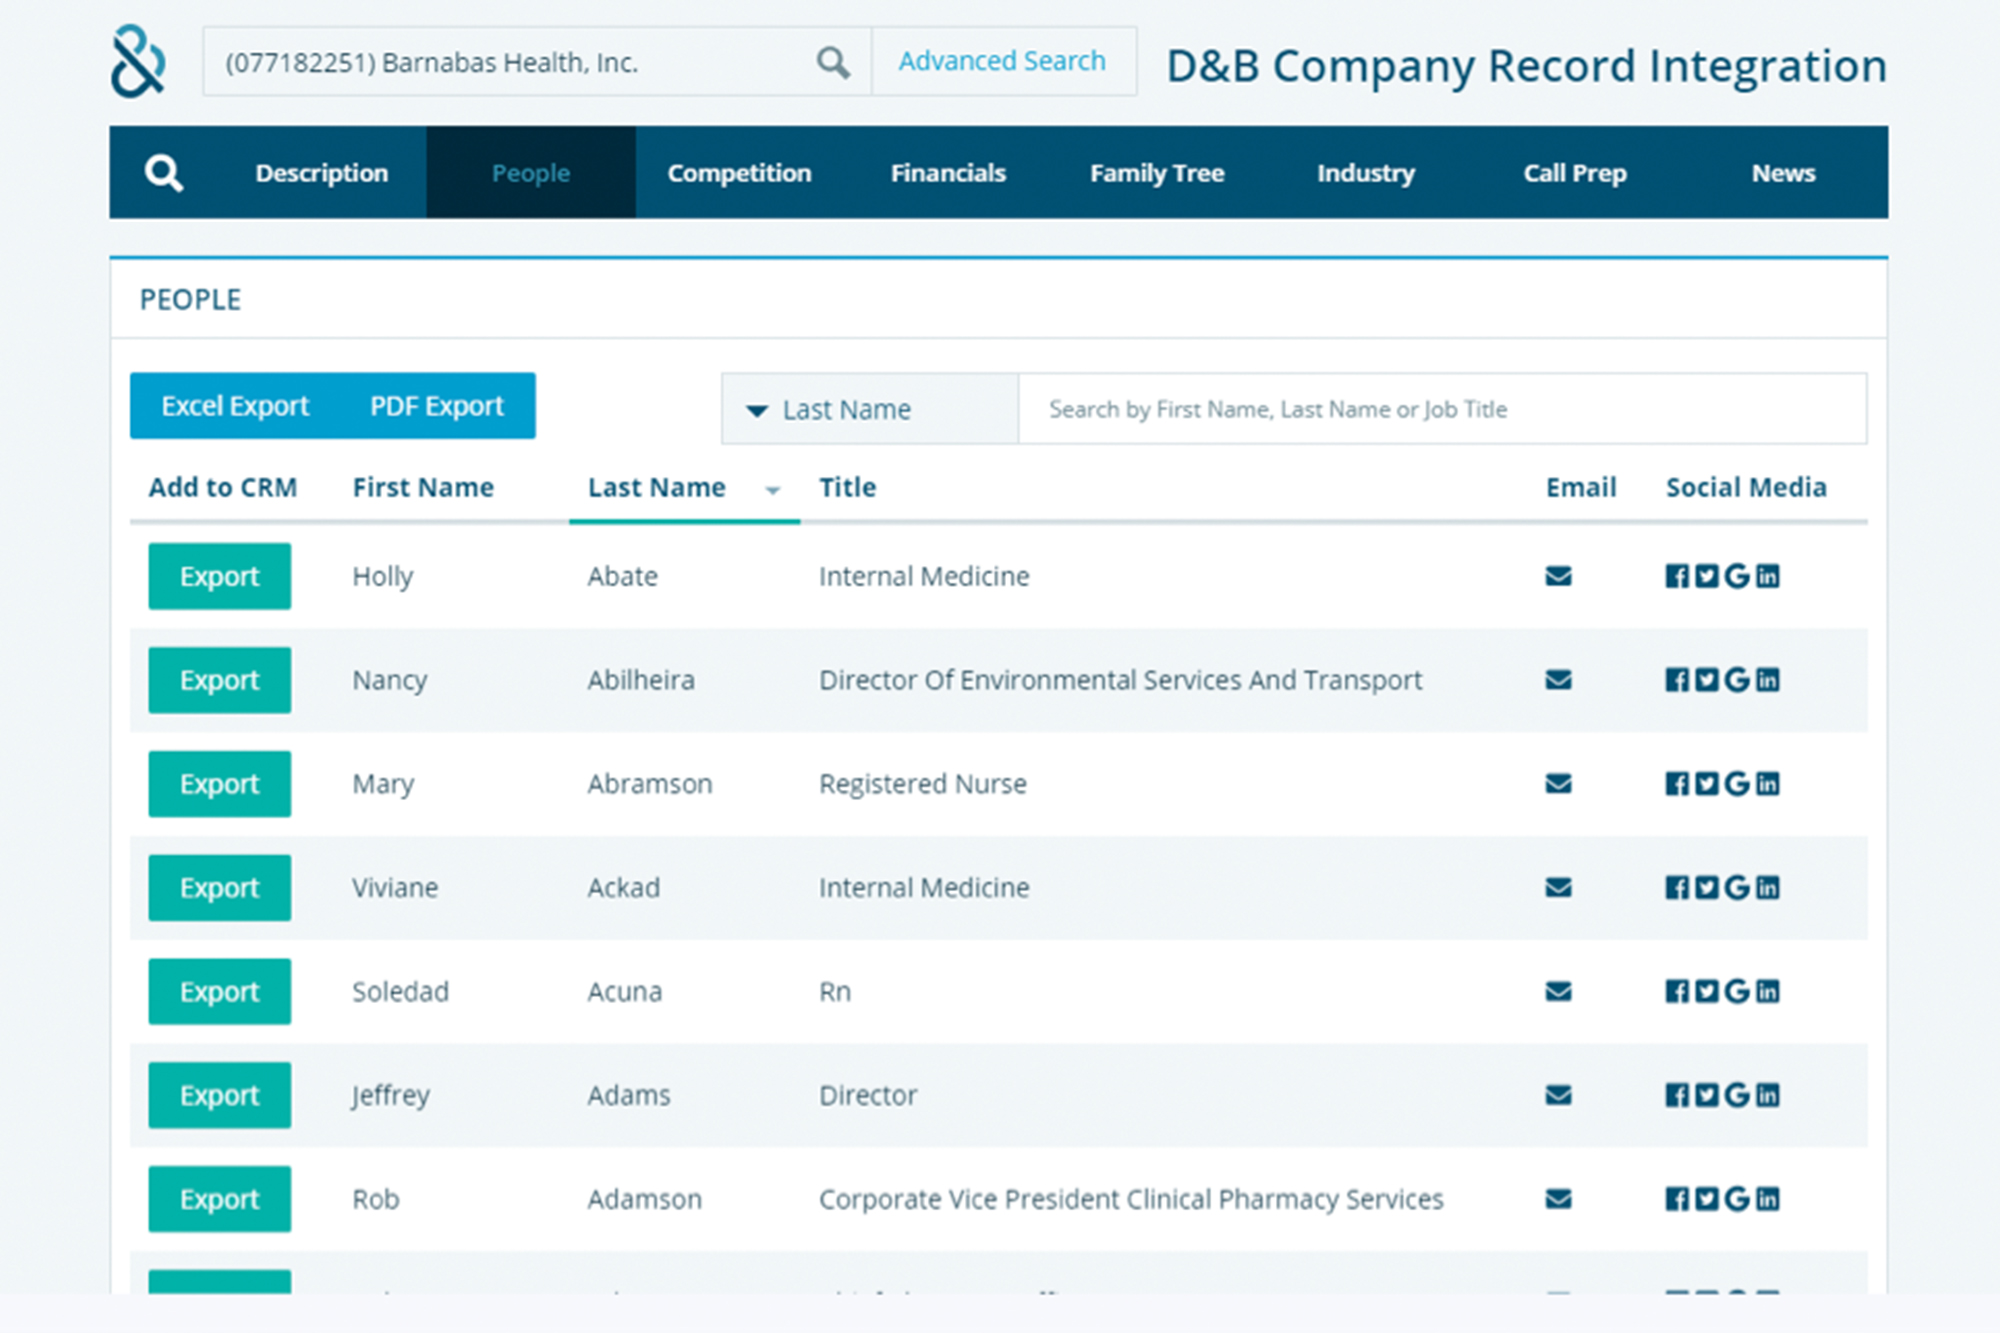 (077182251) Barnabas Health, Inc. Advanced Search D&B Company Record Integration
Description People Competition Financials Family Tree Industry Call Prep News
PEOPLE
Excel Export PDF Export Last Name Search by First Name, Last Name or Job Title
Add to CRM First Name Last Name Title Email Social Media
Export Holly Abate Internal Medicine
Export Nancy Abilheira Director Of Environmental Services And Transport
Export Mary Abramson Registered Nurse
Export Viviane Ackad Internal Medicine
Export Soledad Acuna Rn
Export Jeffrey Adams Director
Export Rob Adamson Corporate Vice President Clinical Pharmacy Services